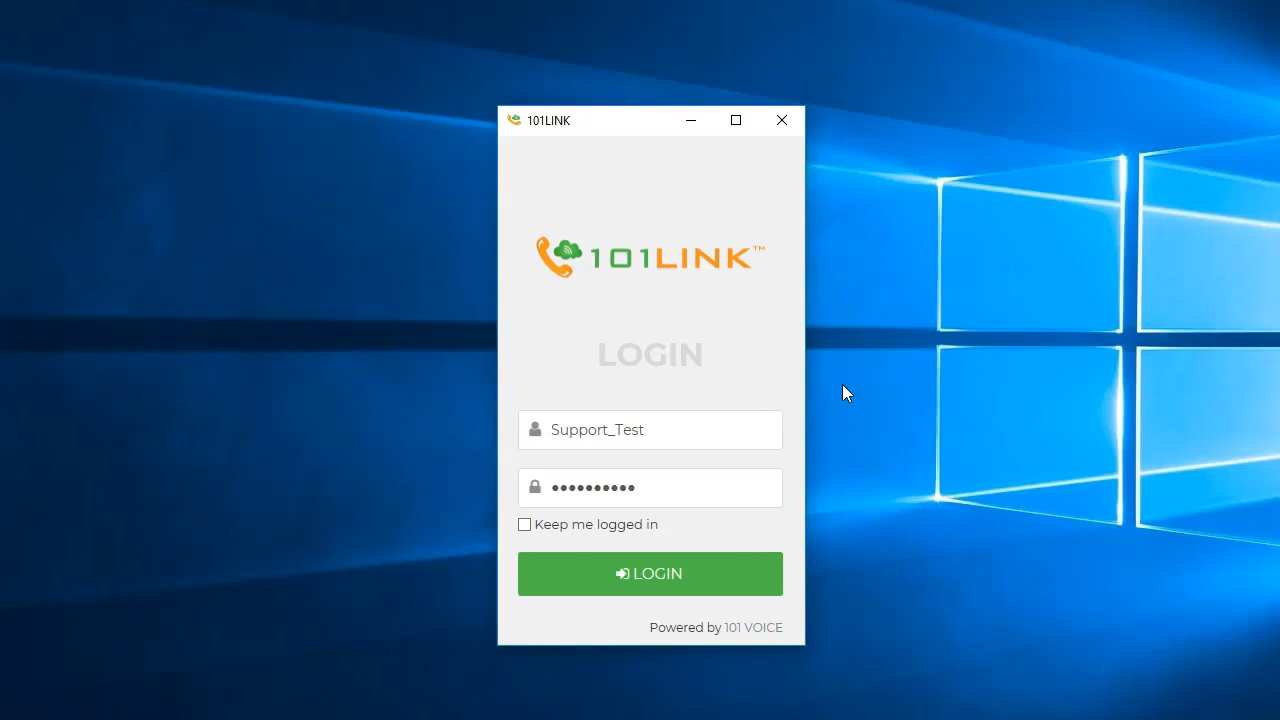 101LINK
101LINK™
LOGIN
Support_Test
••••••••••
Keep me logged in
LOGIN
Powered by 101 VOICE